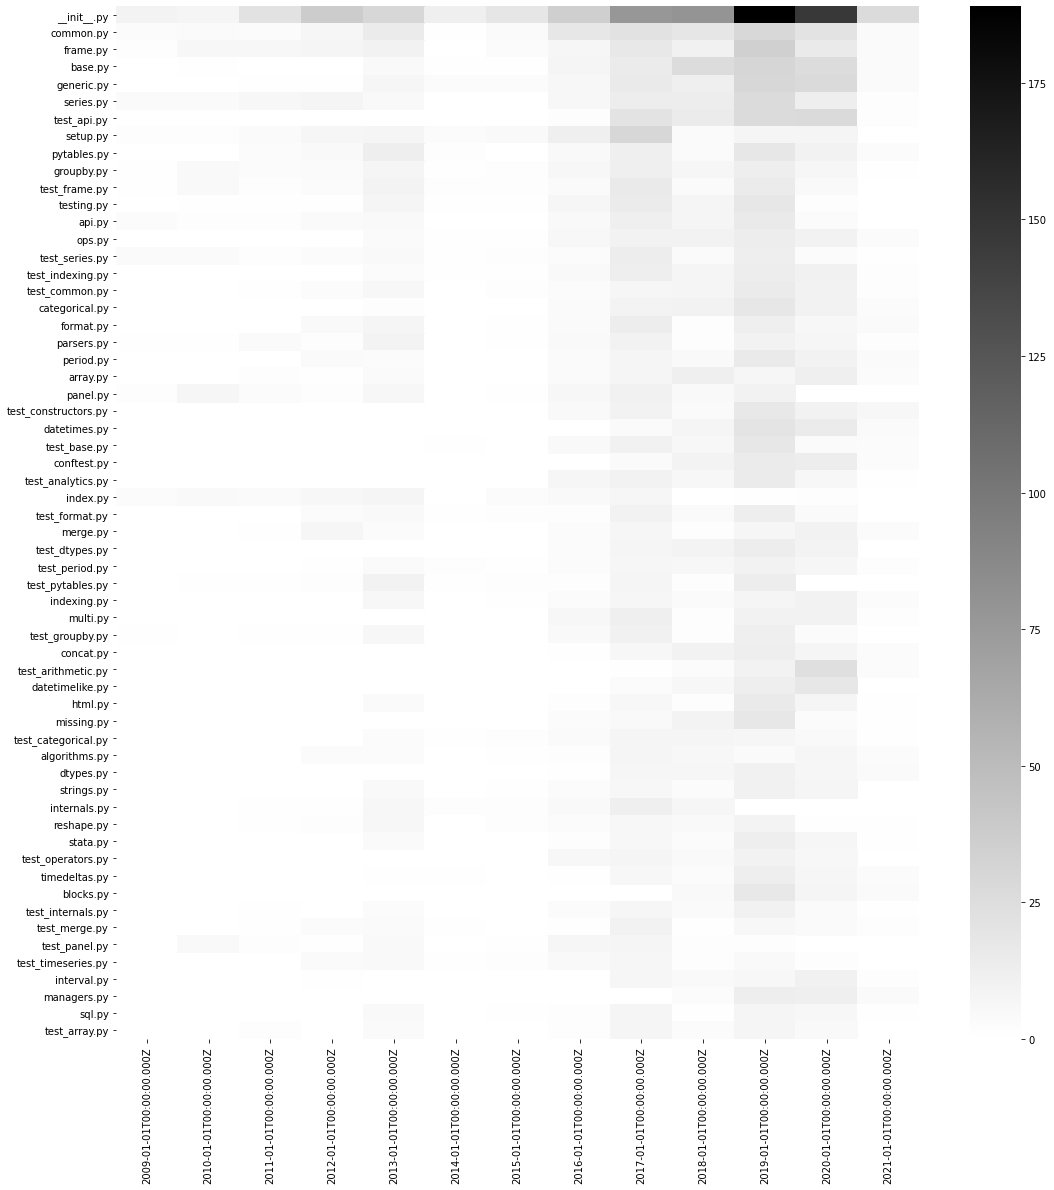 __init__.py
common.py
frame.py
base.py
generic.py
series.py
test_api.py
setup.py
pytables.py
groupby.py
test_frame.py
testing.py
api.py
ops.py
test_series.py
test_indexing.py
test_common.py
categorical.py
format.py
parsers.py
period.py
array.py
panel.py
test_constructors.py
datetimes.py
test_base.py
conftest.py
test_analytics.py
index.py
test_format.py
merge.py
test_dtypes.py
test_period.py
test_pytables.py
indexing.py
multi.py
test_groupby.py
concat.py
test_arithmetic.py
datetimelike.py
html.py
missing.py
test_categorical.py
algorithms.py
dtypes.py
strings.py
internals.py
reshape.py
stata.py
test_operators.py
timedeltas.py
blocks.py
test_internals.py
test_merge.py
test_panel.py
test_timeseries.py
interval.py
managers.py
sql.py
test_array.py
2009-01-01T00:00:00.000Z
2010-01-01T00:00:00.000Z
2011-01-01T00:00:00.000Z
2012-01-01T00:00:00.000Z
2013-01-01T00:00:00.000Z
2014-01-01T00:00:00.000Z
2015-01-01T00:00:00.000Z
2016-01-01T00:00:00.000Z
2017-01-01T00:00:00.000Z
2018-01-01T00:00:00.000Z
2019-01-01T00:00:00.000Z
2020-01-01T00:00:00.000Z
2021-01-01T00:00:00.000Z
175
150
125
100
75
50
25
0